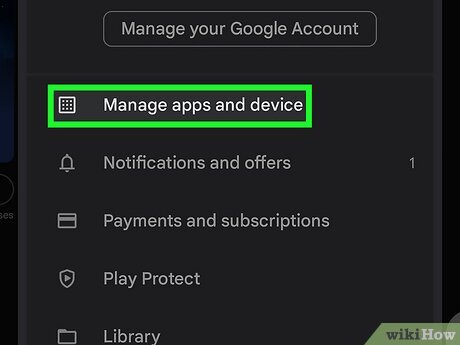 Manage your Google Account
Manage apps and device
Notifications and offers 1
Payments and subscriptions
Play Protect
Library
wikiHow